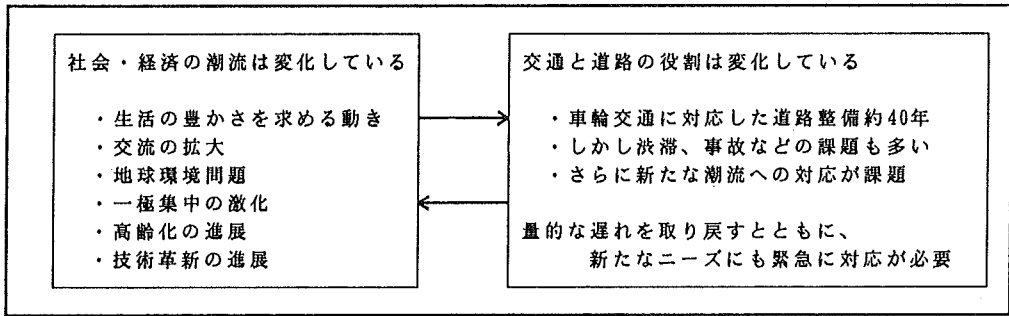 社会・経済の潮流は変化している
・生活の豊かさを求める動き
・交流の拡大
・地球環境問題
・一極集中の激化
・高齢化の進展
・技術革新の進展
交通と道路の役割は変化している
・車輪交通に対応した道路整備約40年
・しかし渋滞、事故などの課題も多い
・さらに新たな潮流への対応が課題
量的な遅れを取り戻すとともに、
新たなニーズにも緊急に対応が必要